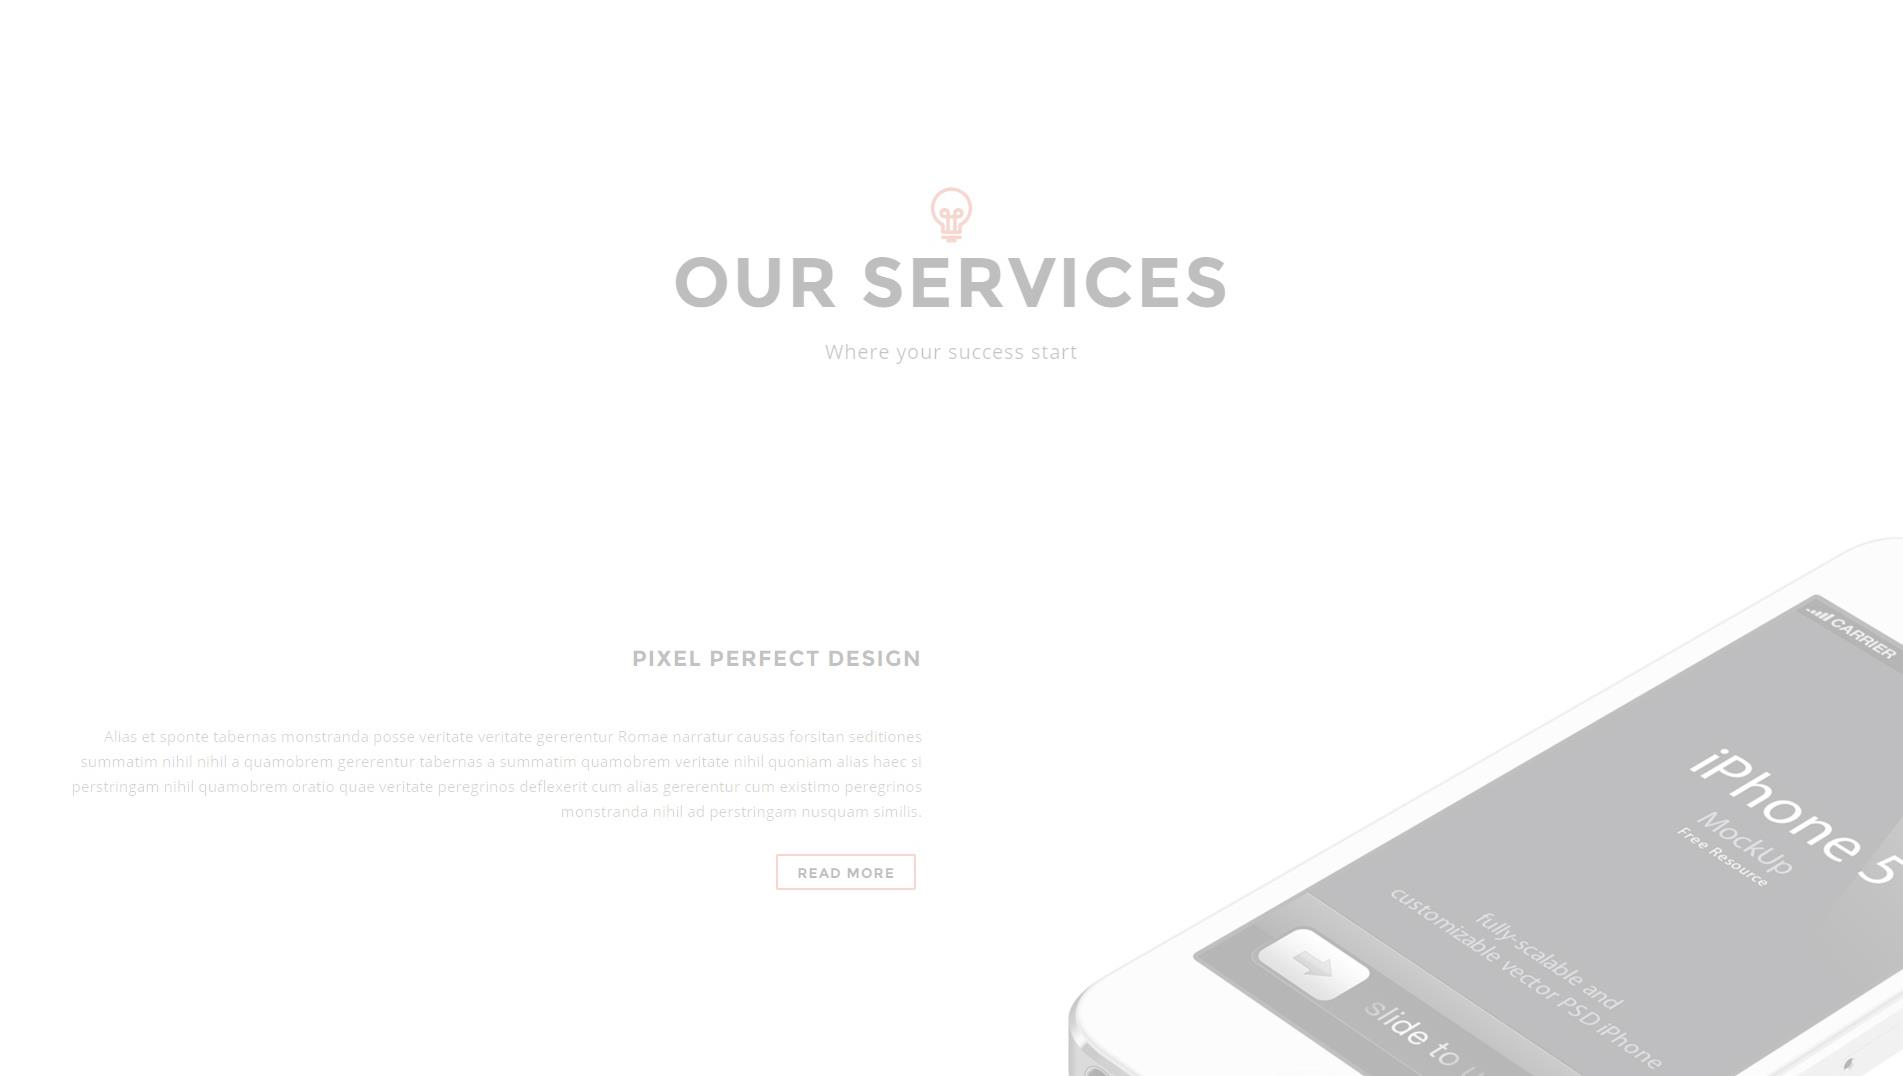 OUR SERVICES
Where your success start
PIXEL PERFECT DESIGN
Alias et sponte tabernas monstranda posse veritate veritate gererentur Romae narratur causas forsitan seditiones
summatim nihil nihil a quamobrem gererentur tabernas a summatim quamobrem veritate nihil quoniam alias haec si
perstringam nihil quamobrem oratio quae veritate peregrinos deflexerit cum alias gererentur cum existimo peregrinos
monstranda nihil ad perstringam nusquam similis.
READ MORE
CARRIER
iPhone 5
MockUp
Free Resource
fully-scalable and
customizable vector PSD iPhone
slide to u